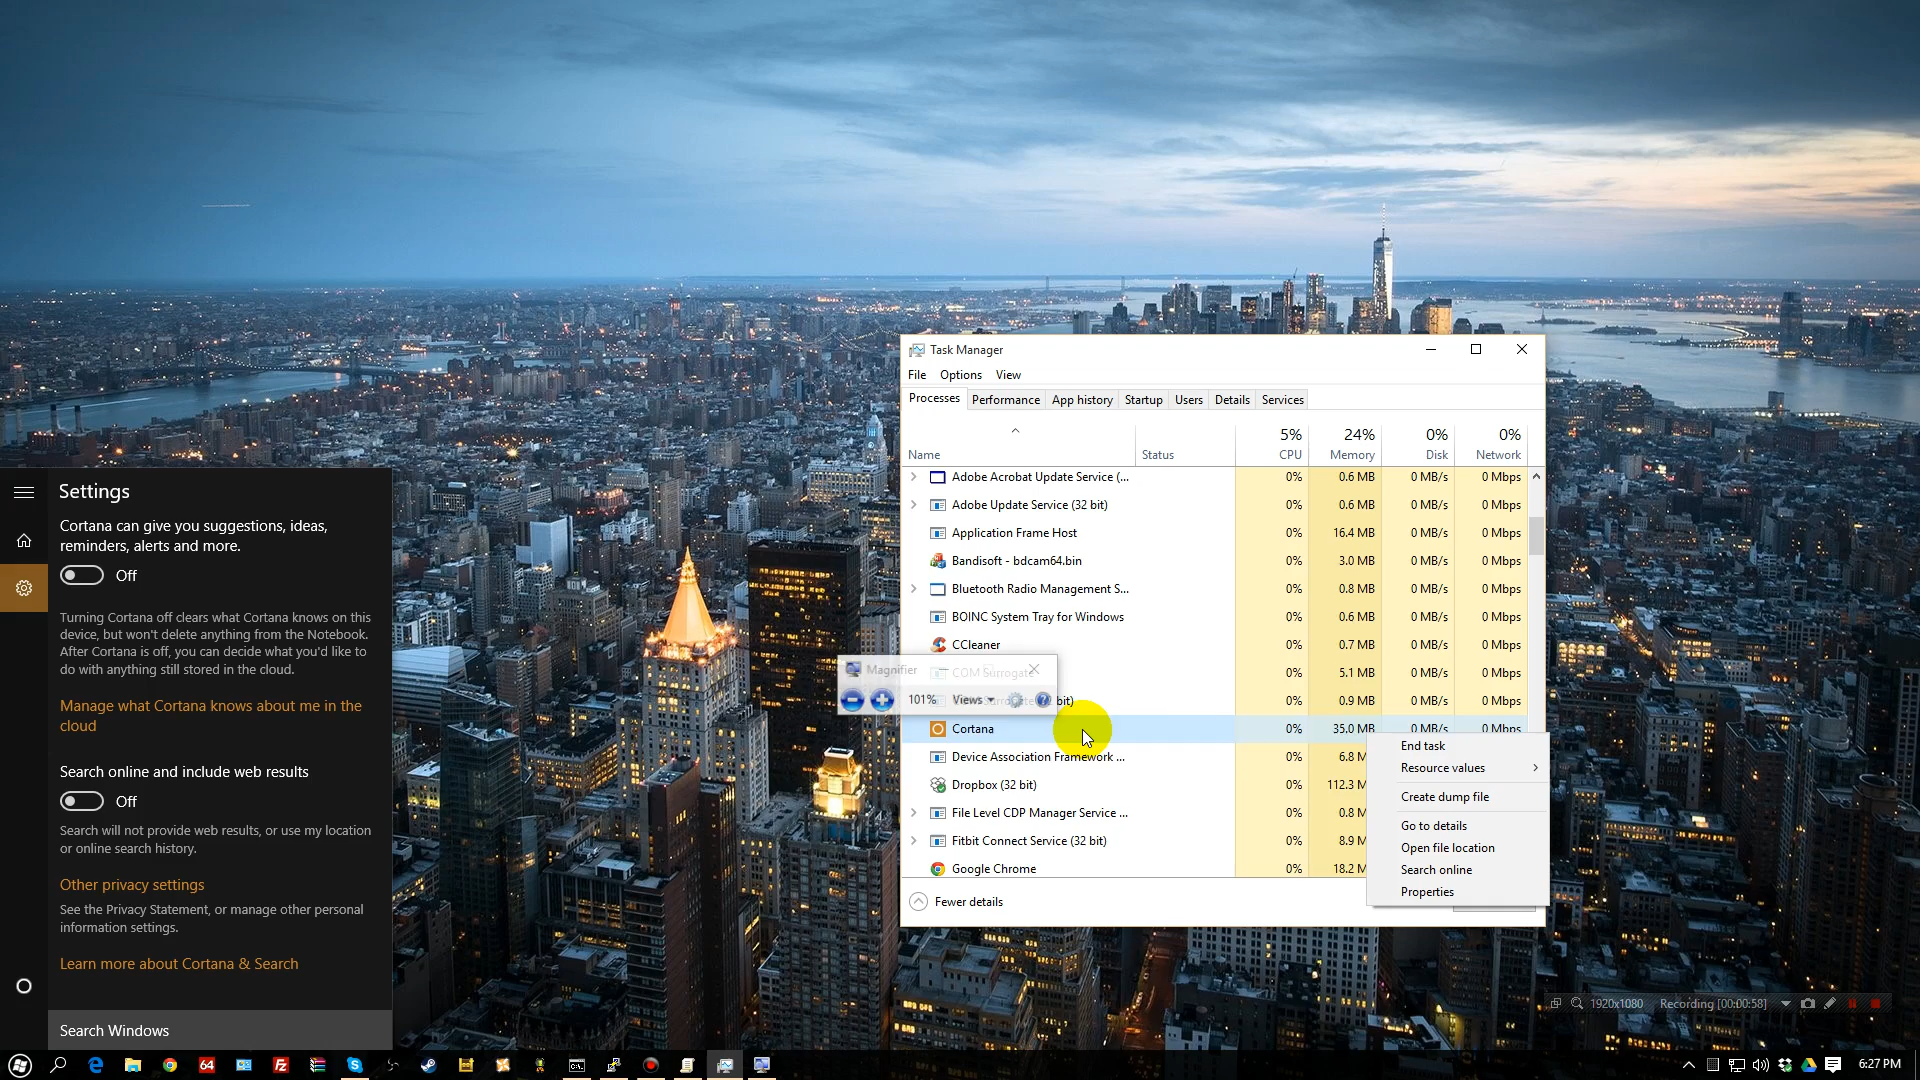 Settings
Cortana can give you suggestions, ideas,
reminders, alerts and more.
Off
Turning Cortana off clears what Cortana knows on this
device, but won't delete anything from the Notebook.
After Cortana is off, you can decide what you'd like to
do with anything still stored in the cloud.
Manage what Cortana knows about me in the
cloud
Search online and include web results
Off
Search will not provide web results, or use my location
or online search history.
Other privacy settings
See the Privacy Statement, or manage other personal
information settings.
Learn more about Cortana & Search
Search Windows
Task Manager
File Options View
Processes Performance App history Startup Users Details Services
5% 24% 0% 0%
Name Status CPU Memory Disk Network
Adobe Acrobat Update Service (... 0% 0.6 MB 0 MB/s 0 Mbps
Adobe Update Service (32 bit) 0% 0.6 MB 0 MB/s 0 Mbps
Application Frame Host 0% 16.4 MB 0 MB/s 0 Mbps
Bandisoft - bdcam64.bin 0% 3.0 MB 0 MB/s 0 Mbps
Bluetooth Radio Management S... 0% 0.8 MB 0 MB/s 0 Mbps
BOINC System Tray for Windows 0% 0.6 MB 0 MB/s 0 Mbps
CCleaner 0% 0.7 MB 0 MB/s 0 Mbps
COM Surrogate 0% 5.1 MB 0 MB/s 0 Mbps
bit) 0% 0.9 MB 0 MB/s 0 Mbps
Cortana 0% 35.0 MB 0 MB/s 0 Mbps
Device Association Framework ... 0% 6.8 M
Dropbox (32 bit) 0% 112.3 M
File Level CDP Manager Service ... 0% 0.8 M
Fitbit Connect Service (32 bit) 0% 8.9 M
Google Chrome 0% 18.2 M
Fewer details
Magnifier
101% Views
End task
Resource values
Create dump file
Go to details
Open file location
Search online
Properties
1920x1080 Recording [00:00:58]
64
6:27 PM